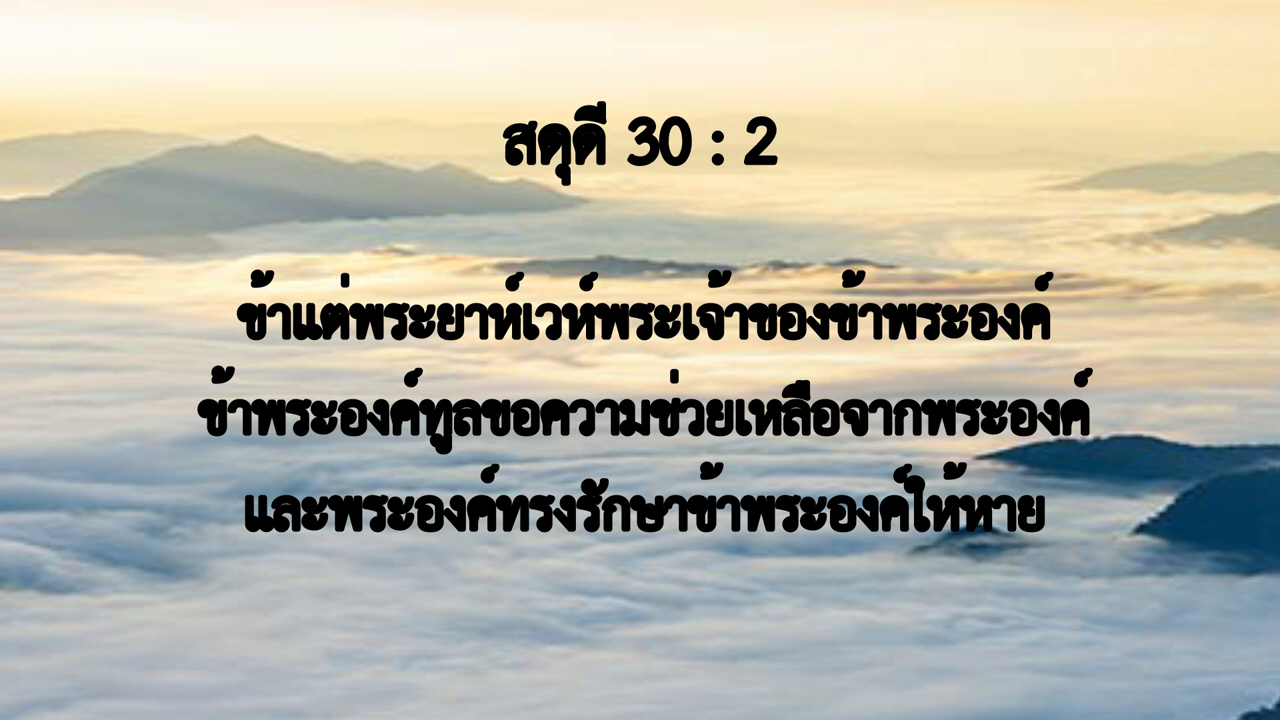 สดุดี 30 : 2
ข้าแต่พระยาห์เวห์พระเจ้าของข้าพระองค์
ข้าพระองค์ทูลขอความช่วยเหลือจากพระองค์
และพระองค์ทรงรักษาข้าพระองค์ให้หาย